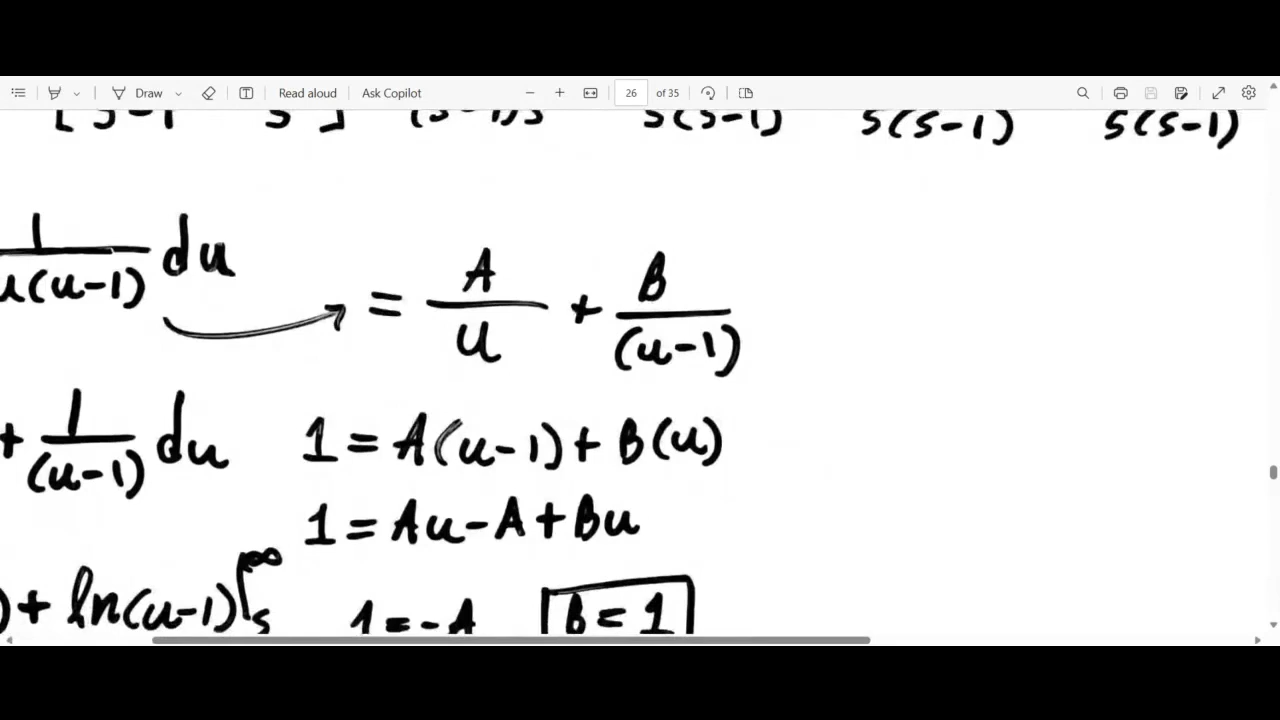 Draw Read aloud Ask Copilot 26 of 35
s(s-1) s(s-1) s(s-1)
1/u(u-1) du = A/u + B/(u-1)
+ 1/(u-1) du 1 = A(u-1) + B(u)
1 = Au - A + Bu
) + ln(u-1) |∞ s 1 = -A B = 1